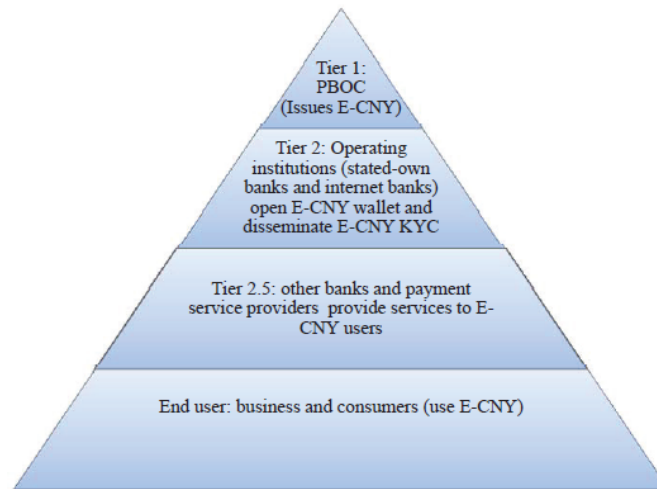 Tier 1:
PBOC
(Issues E-CNY)
Tier 2: Operating
institutions (stated-own
banks and internet banks)
open E-CNY wallet and
disseminate E-CNY KYC
Tier 2.5: other banks and payment
service providers provide services to E-
CNY users
End user: business and consumers (use E-CNY)